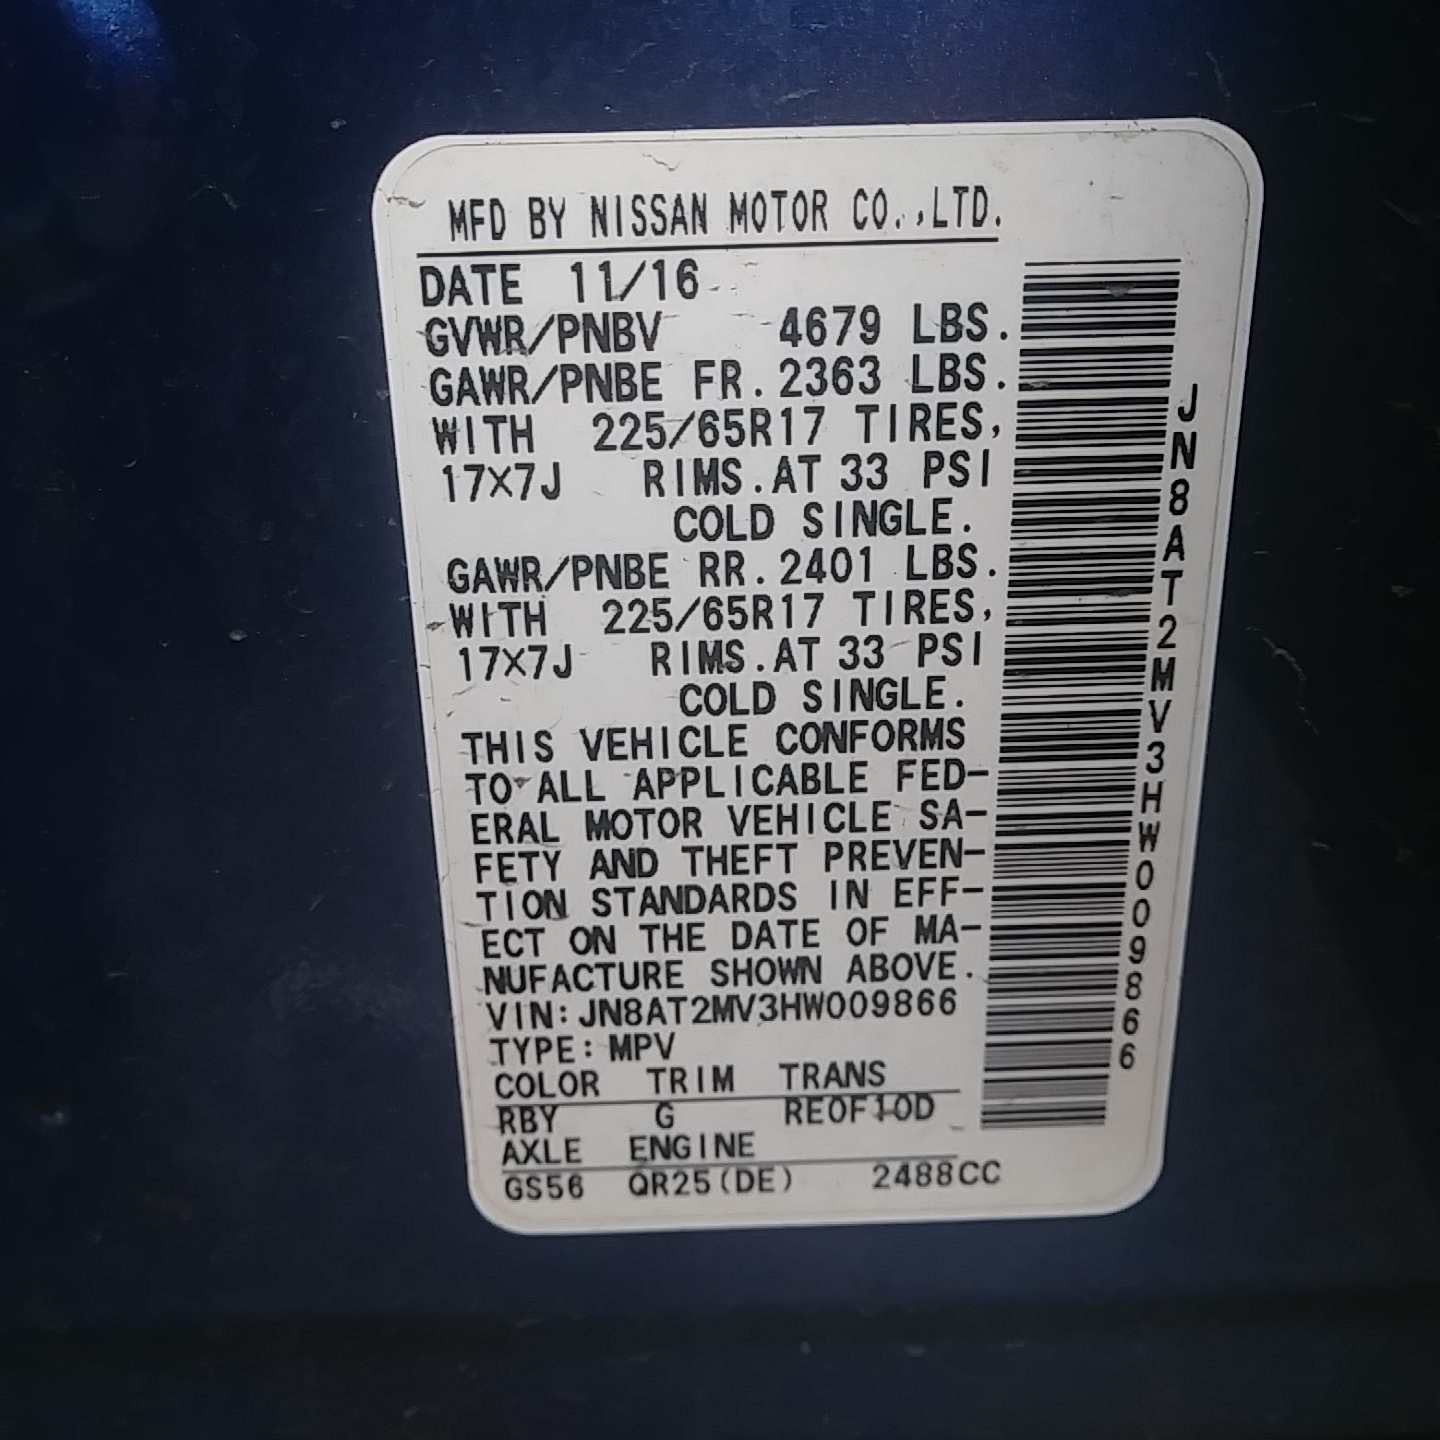 MFD BY NISSAN MOTOR CO.,LTD.
DATE 11/16
GVWR/PNBV 4679 LBS.
GAWR/PNBE FR. 2363 LBS.
WITH 225/65R17 TIRES,
17X7J RIMS. AT 33 PSI
COLD SINGLE.
GAWR/PNBE RR. 2401 LBS.
WITH 225/65R17 TIRES,
17X7J RIMS. AT 33 PSI
COLD SINGLE.
THIS VEHICLE CONFORMS
TO ALL APPLICABLE FED-
ERAL MOTOR VEHICLE SA-
FETY AND THEFT PREVEN-
TION STANDARDS IN EFF-
ECT ON THE DATE OF MA-
NUFACTURE SHOWN ABOVE.
VIN: JN8AT2MV3HW009866
TYPE: MPV
COLOR TRIM TRANS
RBY G RE0F10D
AXLE ENGINE
GS56 QR25(DE) 2488CC
JN8AT2MV3HW009866